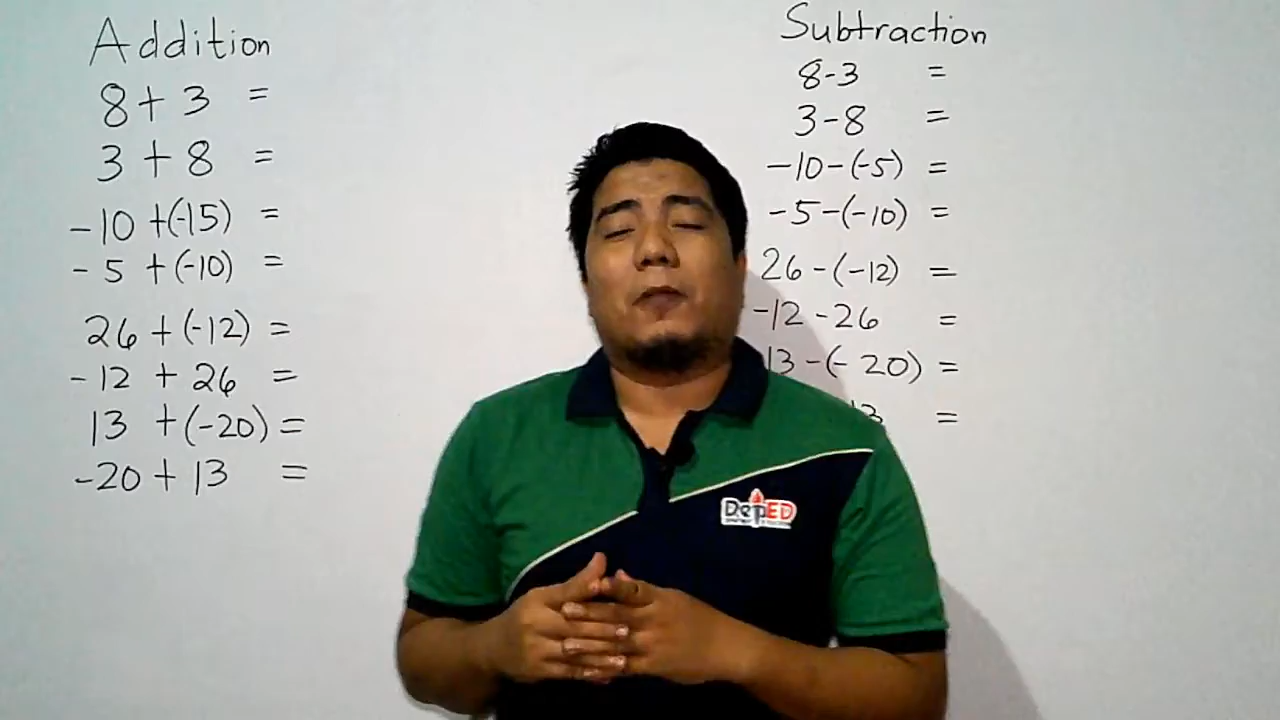 Addition
8 + 3 =
3 + 8 =
-10 +(-15) =
- 5 + (-10) =
26 + (-12) =
-12 + 26 =
13 + (-20) =
-20 + 13 =
Subtraction
8-3 =
3-8 =
-10-(-5) =
-5-(-10) =
26 -(-12) =
-12 -26 =
13 -(- 20) =
3 =
DepED